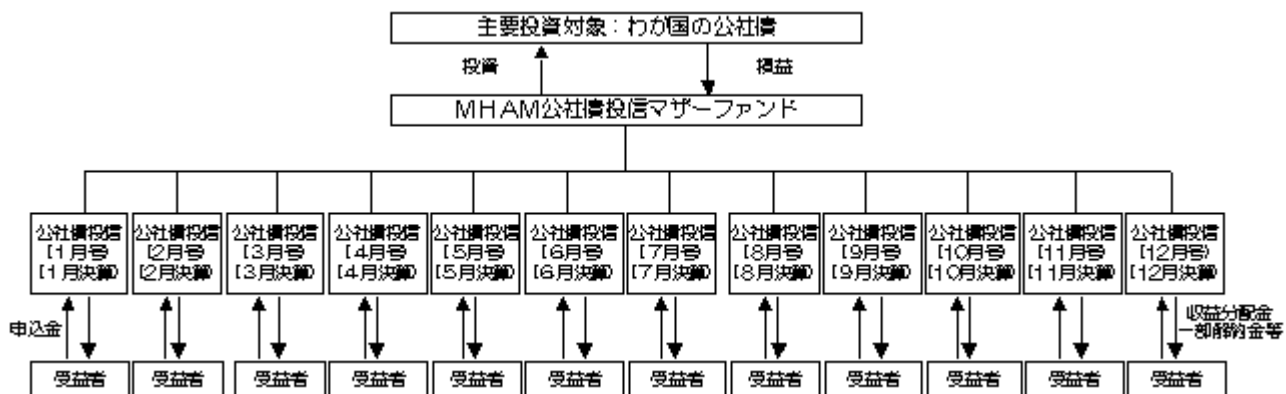 主要投資対象：わが国の公社債
投資
損益
MHAM公社債投信マザーファンド
公社債投信
[1月号]
[1月決算]
公社債投信
[2月号]
[2月決算]
公社債投信
[3月号]
[3月決算]
公社債投信
[4月号]
[4月決算]
公社債投信
[5月号]
[5月決算]
公社債投信
[6月号]
[6月決算]
公社債投信
[7月号]
[7月決算]
公社債投信
[8月号]
[8月決算]
公社債投信
[9月号]
[9月決算]
公社債投信
[10月号]
[10月決算]
公社債投信
[11月号]
[11月決算]
公社債投信
[12月号]
[12月決算]
申込金
収益分配金
一部解約金等
受益者
受益者
受益者
受益者
受益者
受益者
受益者
受益者
受益者
受益者
受益者
受益者